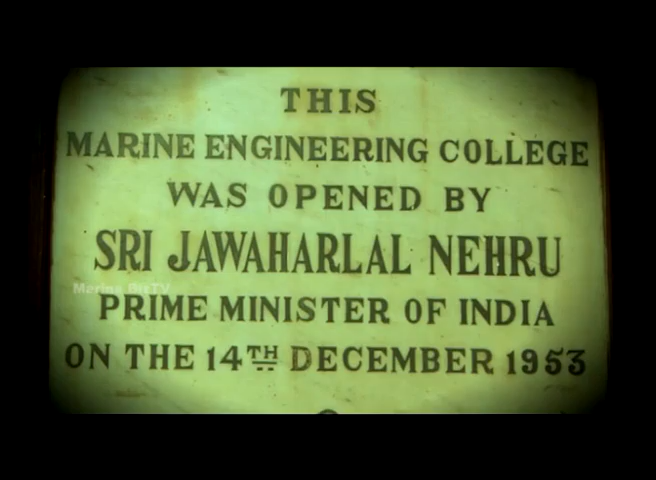 THIS
MARINE ENGINEERING COLLEGE
WAS OPENED BY
SRI JAWAHARLAL NEHRU
PRIME MINISTER OF INDIA
ON THE 14TH DECEMBER 1953